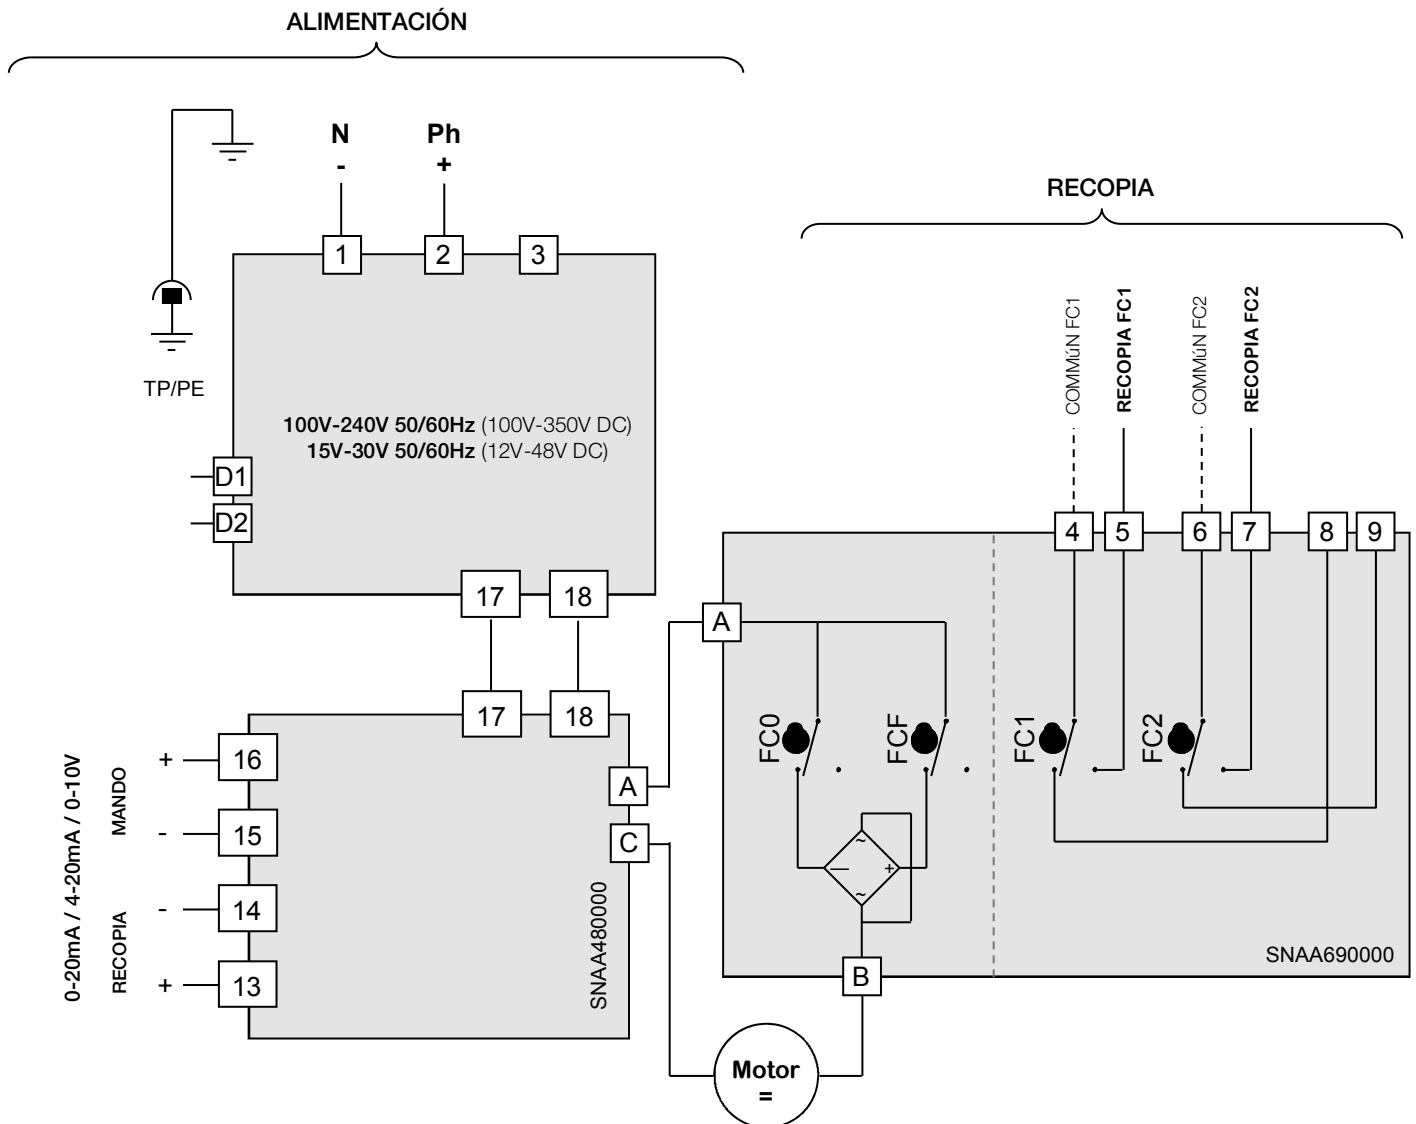 ALIMENTACIÓN
N
-
Ph
+
RECOPIA
1
2
3
TP/PE
COMMúN FC1
RECOPIA FC1
COMMúN FC2
RECOPIA FC2
100V-240V 50/60Hz (100V-350V DC)
15V-30V 50/60Hz (12V-48V DC)
D1
D2
4
5
6
7
8
9
17
18
A
17
18
FC0
FCF
FC1
FC2
0-20mA / 4-20mA / 0-10V
MANDO
RECOPIA
+
16
-
15
-
14
+
13
A
C
SNAA480000
~
—
+
~
SNAA690000
B
Motor
=